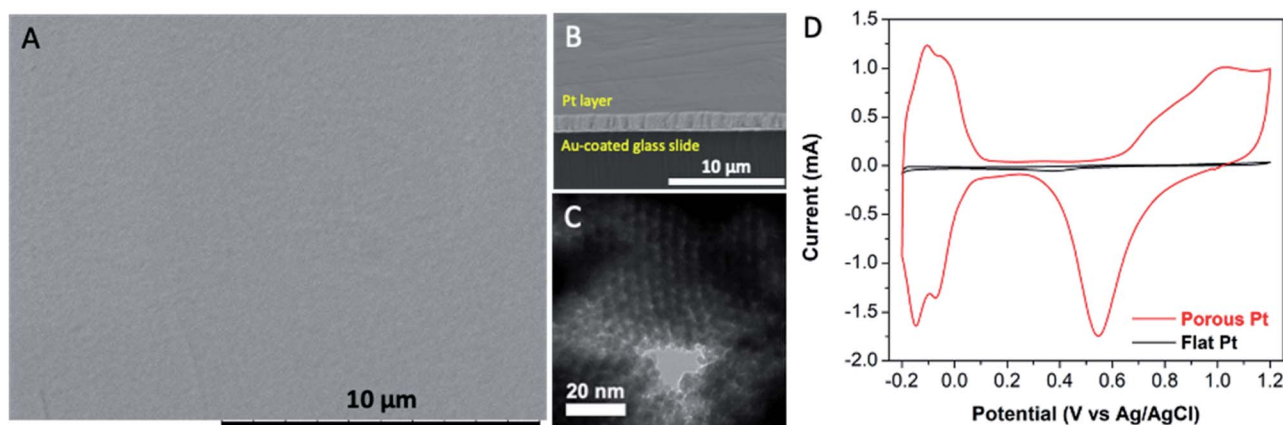 A
10 µm
B
Pt layer
Au-coated glass slide
10 µm
C
20 nm
D
Current (mA)
1.5
1.0
0.5
0.0
-0.5
-1.0
-1.5
-2.0
Porous Pt
Flat Pt
-0.2 0.0 0.2 0.4 0.6 0.8 1.0 1.2
Potential (V vs Ag/AgCl)